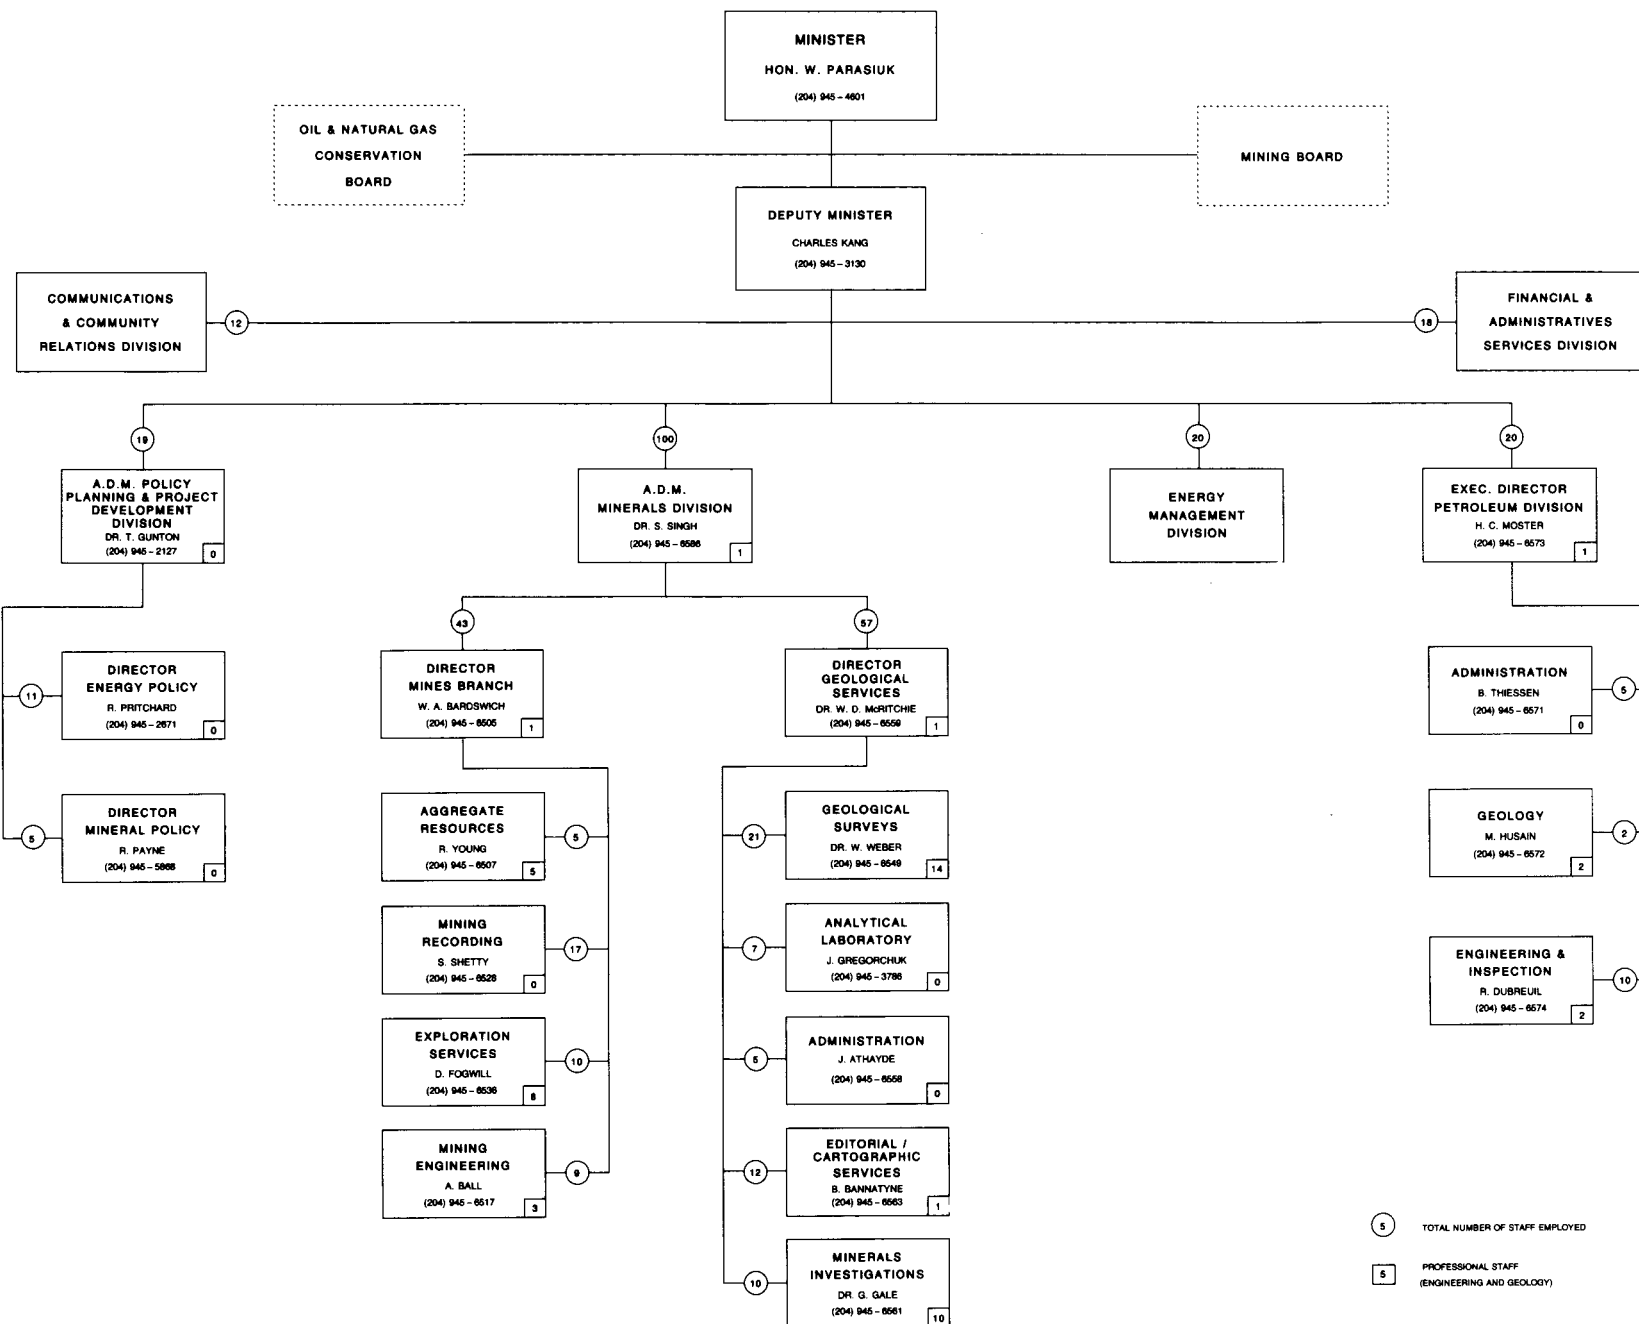 MINISTER
HON. W. PARASIUK
(204) 945-4601
OIL & NATURAL GAS
CONSERVATION
BOARD
MINING BOARD
DEPUTY MINISTER
CHARLES KANG
(204) 945-3130
COMMUNICATIONS
& COMMUNITY
RELATIONS DIVISION
12
18
FINANCIAL &
ADMINISTRATIVES
SERVICES DIVISION
19
100
20
20
A.D.M. POLICY
PLANNING & PROJECT
DEVELOPMENT
DIVISION
DR. T. GUNTON
(204) 945-2127
0
A.D.M.
MINERALS DIVISION
DR. S. SINGH
(204) 945-6586
1
ENERGY
MANAGEMENT
DIVISION
EXEC. DIRECTOR
PETROLEUM DIVISION
H. C. MOSTER
(204) 945-6573
1
43
57
11
DIRECTOR
ENERGY POLICY
R. PRITCHARD
(204) 945-2671
0
5
DIRECTOR
MINERAL POLICY
R. PAYNE
(204) 945-5866
0
DIRECTOR
MINES BRANCH
W. A. BARDSWICH
(204) 945-6505
1
AGGREGATE
RESOURCES
R. YOUNG
(204) 945-6507
5
5
MINING
RECORDING
S. SHETTY
(204) 945-6528
0
17
EXPLORATION
SERVICES
D. FOGWILL
(204) 945-6536
10
MINING
ENGINEERING
A. BALL
(204) 945-6517
3
9
DIRECTOR
GEOLOGICAL
SERVICES
DR. W. D. McRITCHIE
(204) 945-6559
1
21
GEOLOGICAL
SURVEYS
DR. W. WEBER
(204) 945-6549
14
7
ANALYTICAL
LABORATORY
J. GREGORCHUK
(204) 945-3786
0
5
ADMINISTRATION
J. ATHAYDE
(204) 945-6558
0
12
EDITORIAL /
CARTOGRAPHIC
SERVICES
B. BANNATYNE
(204) 945-6563
1
10
MINERALS
INVESTIGATIONS
DR. G. GALE
(204) 945-6561
10
ADMINISTRATION
B. THIESSEN
(204) 945-6571
0
5
GEOLOGY
M. HUSAIN
(204) 945-6572
2
2
ENGINEERING &
INSPECTION
R. DUBREUIL
(204) 945-6574
2
10
5 TOTAL NUMBER OF STAFF EMPLOYED
5 PROFESSIONAL STAFF
(ENGINEERING AND GEOLOGY)